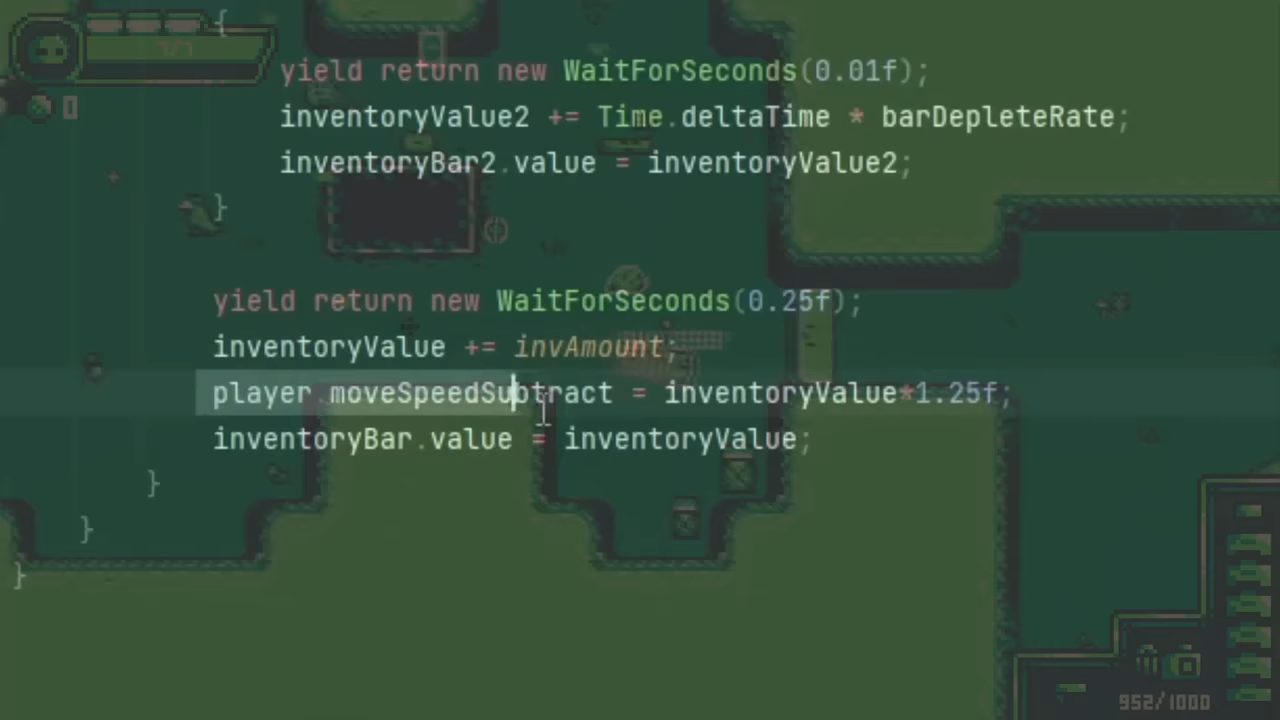 {
yield return new WaitForSeconds(0.01f);
inventoryValue2 += Time.deltaTime * barDepleteRate;
inventoryBar2.value = inventoryValue2;
}
0
yield return new WaitForSeconds(0.25f);
inventoryValue += invAmount;
player.moveSpeedSubtract = inventoryValue*1.25f;
inventoryBar.value = inventoryValue;
}
}
}
952/1000